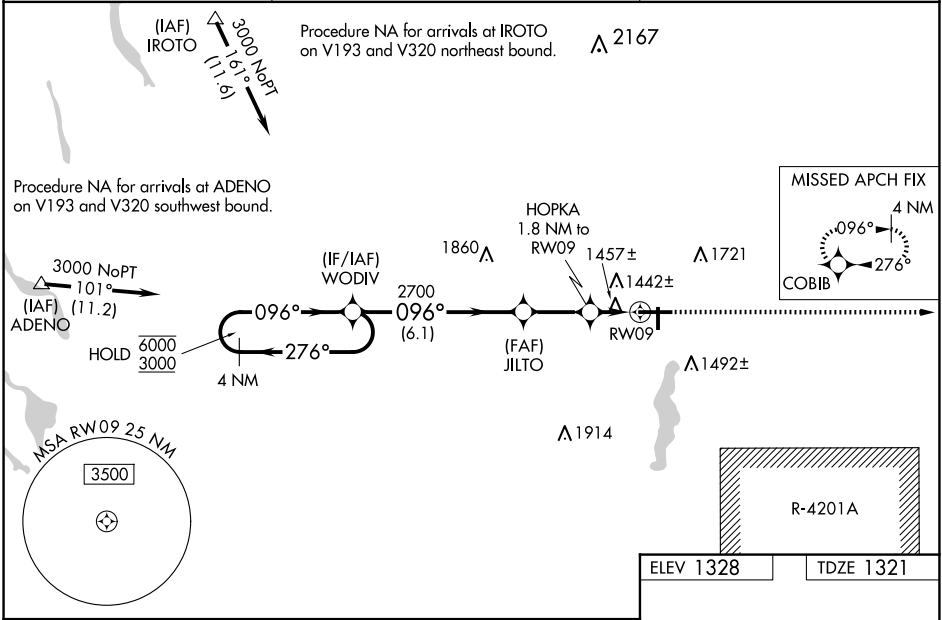 (IAF)
IROTO
3000 NoPT
161°
(11.6)
Procedure NA for arrivals at IROTO
on V193 and V320 northeast bound.
2167
Procedure NA for arrivals at ADENO
on V193 and V320 southwest bound.
MISSED APCH FIX
4 NM
096°
276°
COBIB
HOPKA
1.8 NM to
RW09
1860
1457±
1442±
1721
(IF/IAF)
WODIV
3000 NoPT
101°
(11.2)
(IAF)
ADENO
096°
2700
096°
(6.1)
(FAF)
JILTO
RW09
HOLD
6000
3000
276°
4 NM
1492±
1914
MSA RW09 25 NM
3500
R-4201A
ELEV 1328
TDZE 1321